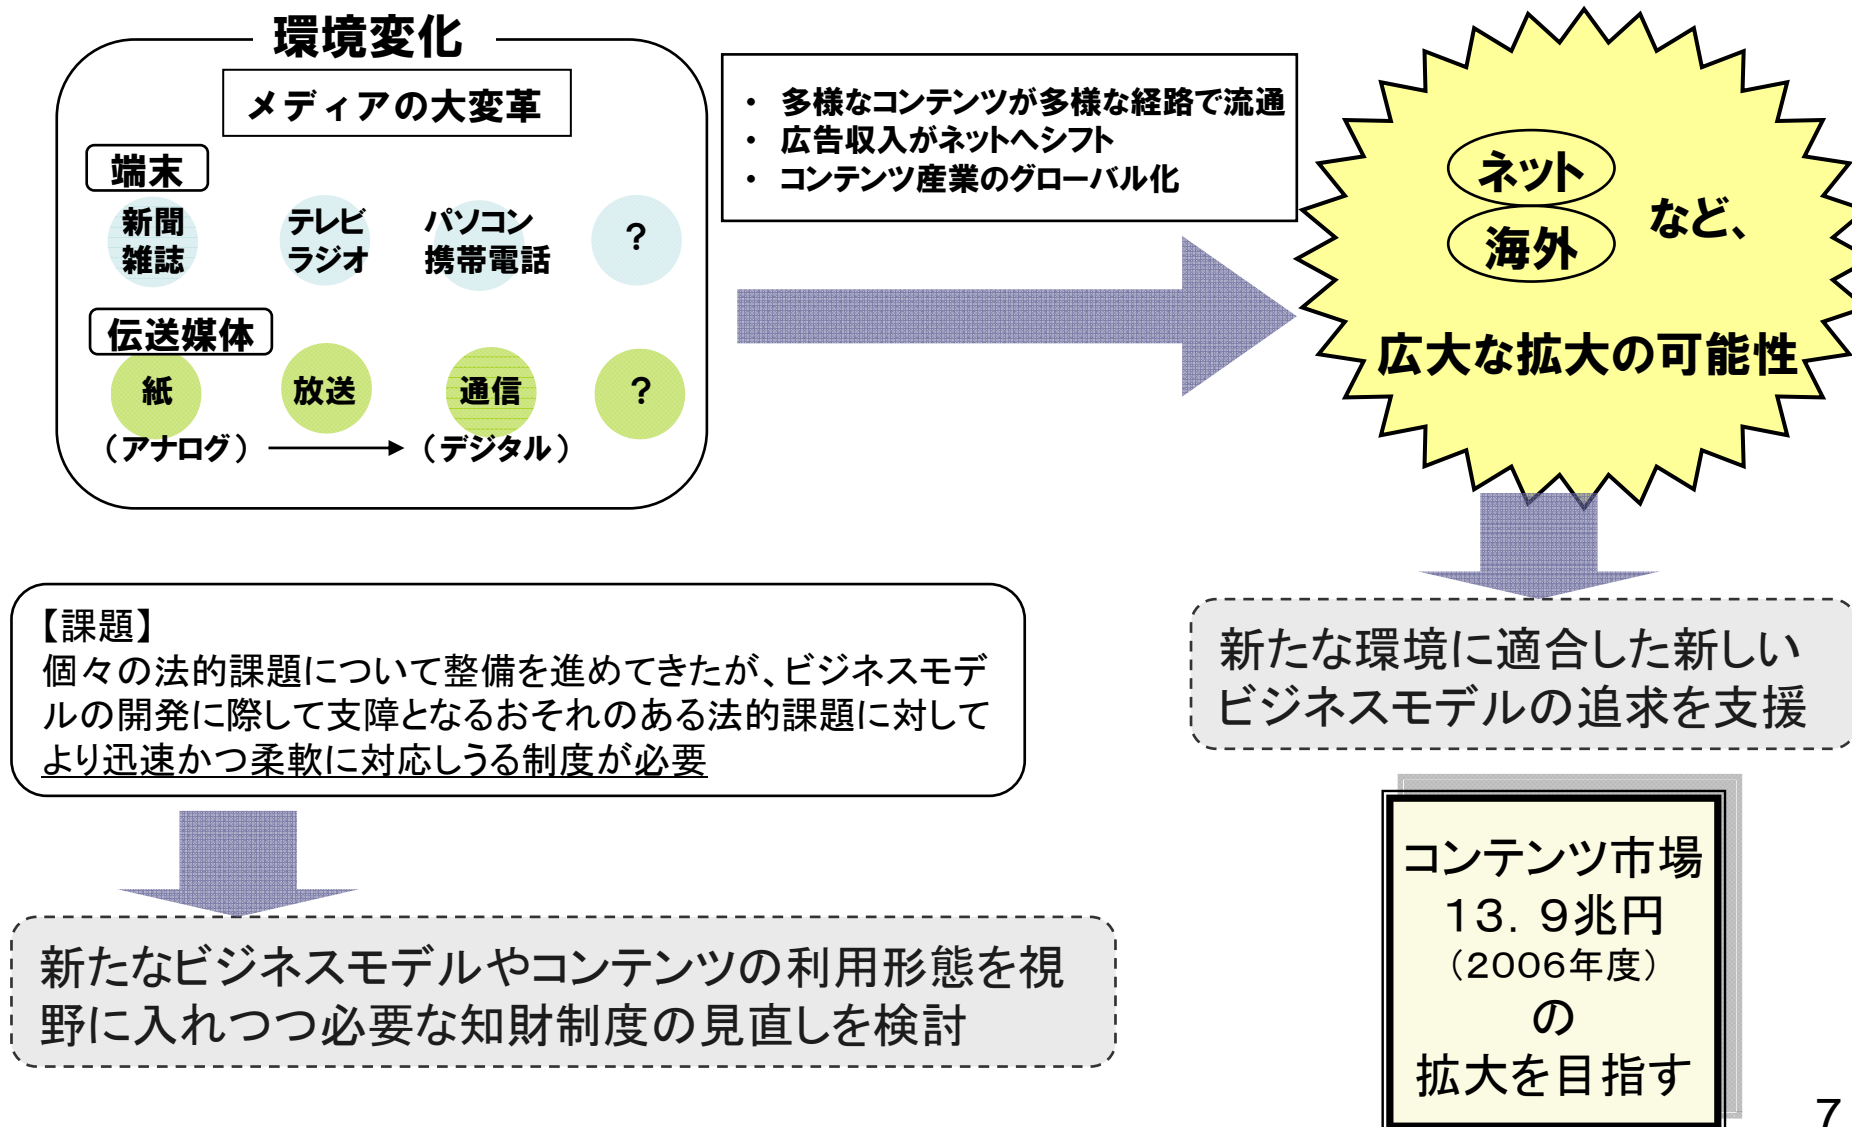 環境変化
メディアの大変革
端末
新聞 テレビ パソコン ?
雑誌 ラジオ 携帯電話
伝送媒体
紙 放送 通信 ?
(アナログ) (デジタル)
・ 多様なコンテンツが多様な経路で流通
・ 広告収入がネットへシフト
・ コンテンツ産業のグローバル化
ネット
海外
など、
広大な拡大の可能性
【課題】
個々の法的課題について整備を進めてきたが、ビジネスモデ
ルの開発に際して支障となるおそれのある法的課題に対して
より迅速かつ柔軟に対応しうる制度が必要
新たなビジネスモデルやコンテンツの利用形態を視
野に入れつつ必要な知財制度の見直しを検討
新たな環境に適合した新しい
ビジネスモデルの追求を支援
コンテンツ市場
13.9兆円
(2006年度)
の
拡大を目指す
7